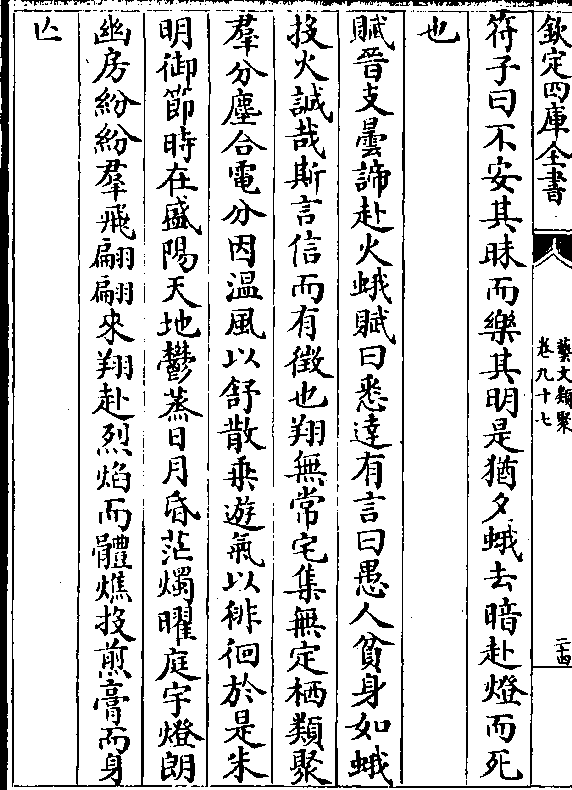 欽定四庫全書
藝文類聚
卷九十七
二十四
符子曰不安其昧而樂其明是猶夕蛾去暗赴燈而死
也
賦晉支曇諦赴火蛾賦曰悉達有言曰愚人貧身如蛾
投火誠哉斯言信而有徵也翔無常宅集無定栖類聚
羣分塵合電分因温風以舒散乗遊氣以徘徊於是朱
明御節時在盛陽天地鬱蒸日月昏茫燭曜庭宇燈朗
幽房紛紛羣飛翩翩來翔赴烈焰而體燋投煎膏而身
亾